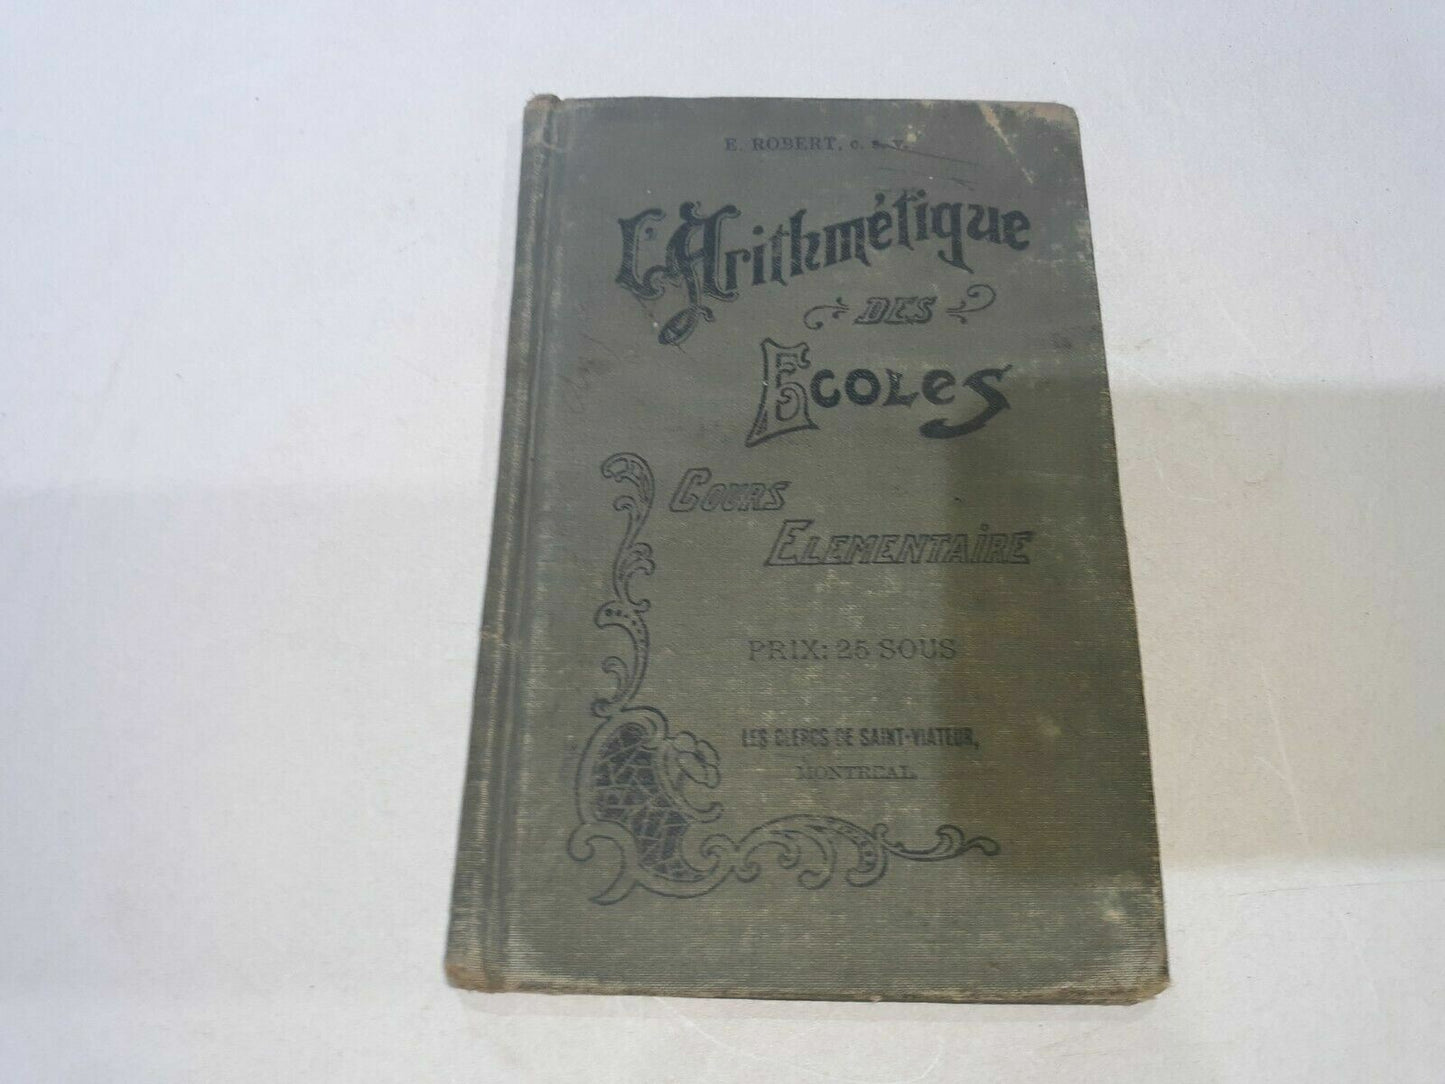 E. ROBERT, C. S. V.
L'Arithmétique
DES
ECOLES
COURS
ELEMENTAIRE
PRIX: 25 SOUS
LES CLERCS DE SAINT-VIATEUR,
MONTREAL